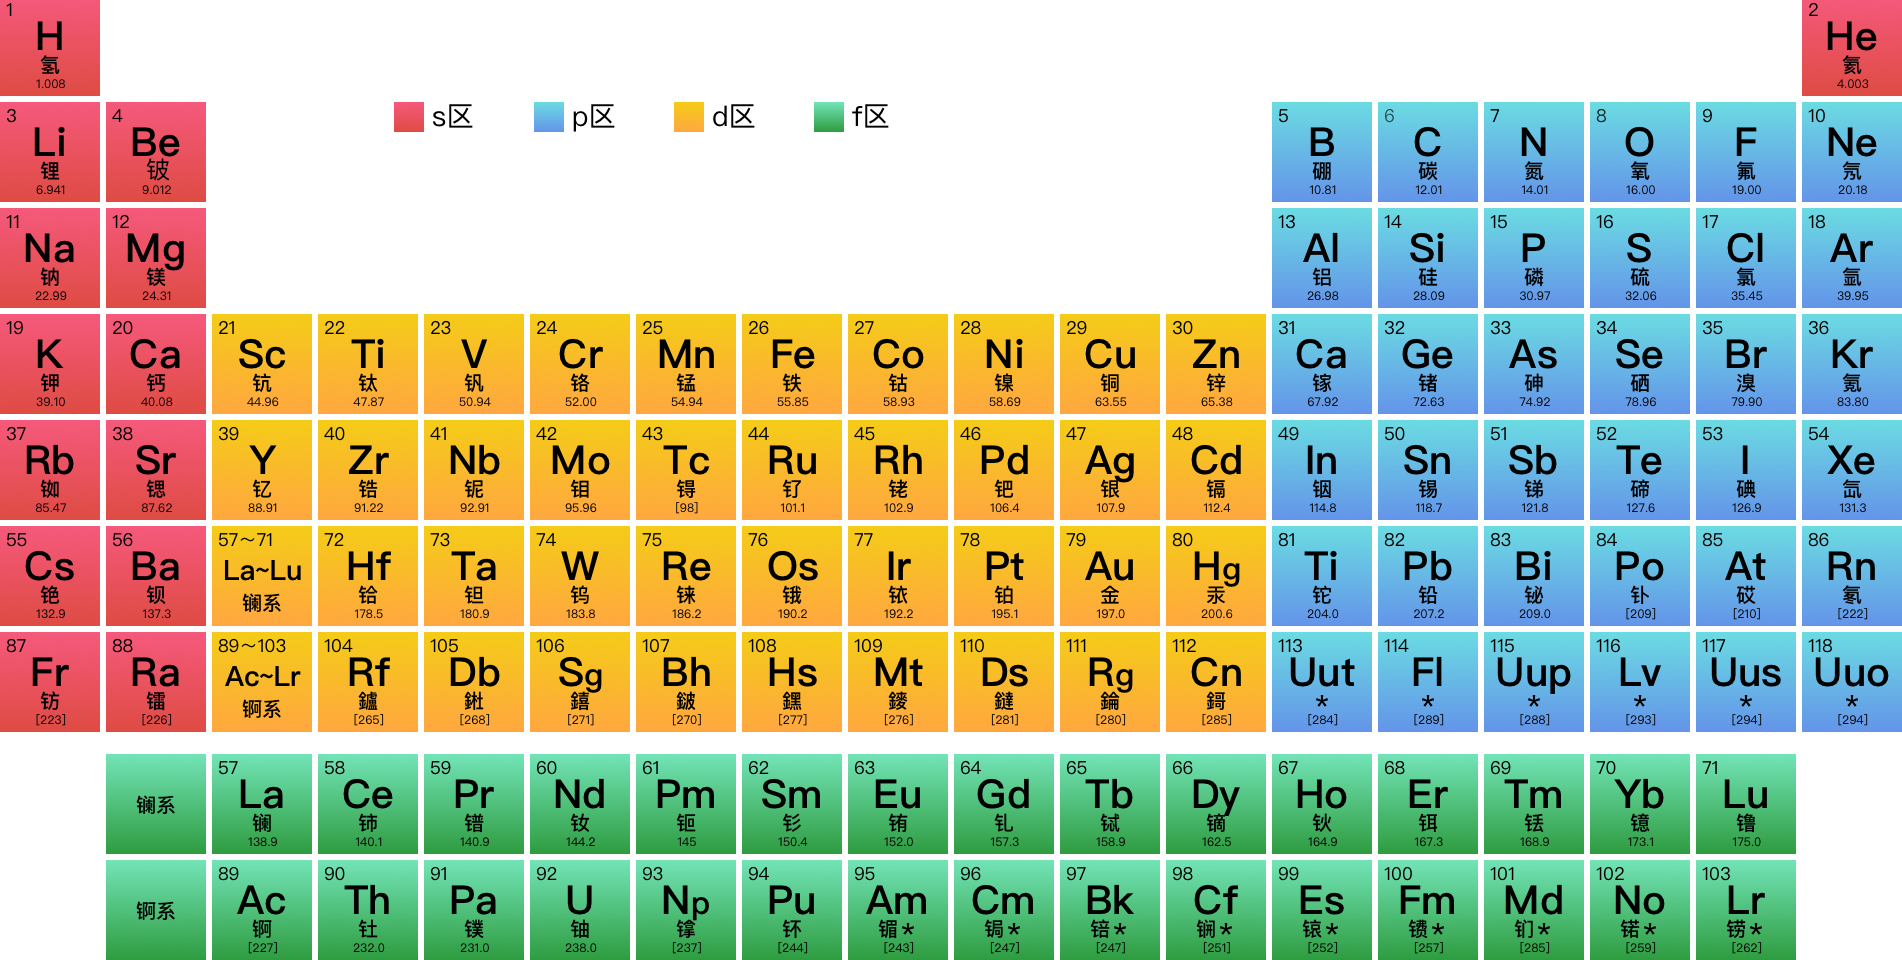 1 2
H He
氢 氦
1.008 4.003
s区 p区 d区 f区
3 4 5 6 7 8 9 10
Li Be B C N O F Ne
锂 铍 硼 碳 氮 氧 氟 氖
6.941 9.012 10.81 12.01 14.01 16.00 19.00 20.18
11 12 13 14 15 16 17 18
Na Mg Al Si P S Cl Ar
钠 镁 铝 硅 磷 硫 氯 氩
22.99 24.31 26.98 28.09 30.97 32.06 35.45 39.95
19 20 21 22 23 24 25 26 27 28 29 30 31 32 33 34 35 36
K Ca Sc Ti V Cr Mn Fe Co Ni Cu Zn Ca Ge As Se Br Kr
钾 钙 钪 钛 钒 铬 锰 铁 钴 镍 铜 锌 镓 锗 砷 硒 溴 氪
39.10 40.08 44.96 47.87 50.94 52.00 54.94 55.85 58.93 58.69 63.55 65.38 67.92 72.63 74.92 78.96 79.90 83.80
37 38 39 40 41 42 43 44 45 46 47 48 49 50 51 52 53 54
Rb Sr Y Zr Nb Mo Tc Ru Rh Pd Ag Cd In Sn Sb Te I Xe
铷 锶 钇 锆 铌 钼 锝 钌 铑 钯 银 镉 铟 锡 锑 碲 碘 氙
85.47 87.62 88.91 91.22 92.91 95.96 [98] 101.1 102.9 106.4 107.9 112.4 114.8 118.7 121.8 127.6 126.9 131.3
55 56 57～71 72 73 74 75 76 77 78 79 80 81 82 83 84 85 86
Cs Ba La~Lu Hf Ta W Re Os Ir Pt Au Hg Ti Pb Bi Po At Rn
铯 钡 镧系 铪 钽 钨 铼 锇 铱 铂 金 汞 铊 铅 铋 钋 砹 氡
132.9 137.3 178.5 180.9 183.8 186.2 190.2 192.2 195.1 197.0 200.6 204.0 207.2 209.0 [209] [210] [222]
87 88 89～103 104 105 106 107 108 109 110 111 112 113 114 115 116 117 118
Fr Ra Ac~Lr Rf Db Sg Bh Hs Mt Ds Rg Cn Uut Fl Uup Lv Uus Uuo
钫 镭 锕系 鑪 𨧀 鐟 鈹 𨭆 䥑 鐽 錀 鎶 * * * * * *
[223] [226] [265] [268] [271] [270] [277] [276] [281] [280] [285] [284] [289] [288] [293] [294] [294]
57 58 59 60 61 62 63 64 65 66 67 68 69 70 71
镧系 La Ce Pr Nd Pm Sm Eu Gd Tb Dy Ho Er Tm Yb Lu
镧 铈 镨 钕 钷 钐 铕 钆 铽 镝 钬 铒 铥 镱 镥
138.9 140.1 140.9 144.2 145 150.4 152.0 157.3 158.9 162.5 164.9 167.3 168.9 173.1 175.0
89 90 91 92 93 94 95 96 97 98 99 100 101 102 103
锕系 Ac Th Pa U Np Pu Am Cm Bk Cf Es Fm Md No Lr
锕 钍 镤 铀 镎 钚 镅* 锔* 锫* 锎* 锿* 镄* 钔* 锘* 铹*
[227] 232.0 231.0 238.0 [237] [244] [243] [247] [247] [251] [252] [257] [285] [259] [262]